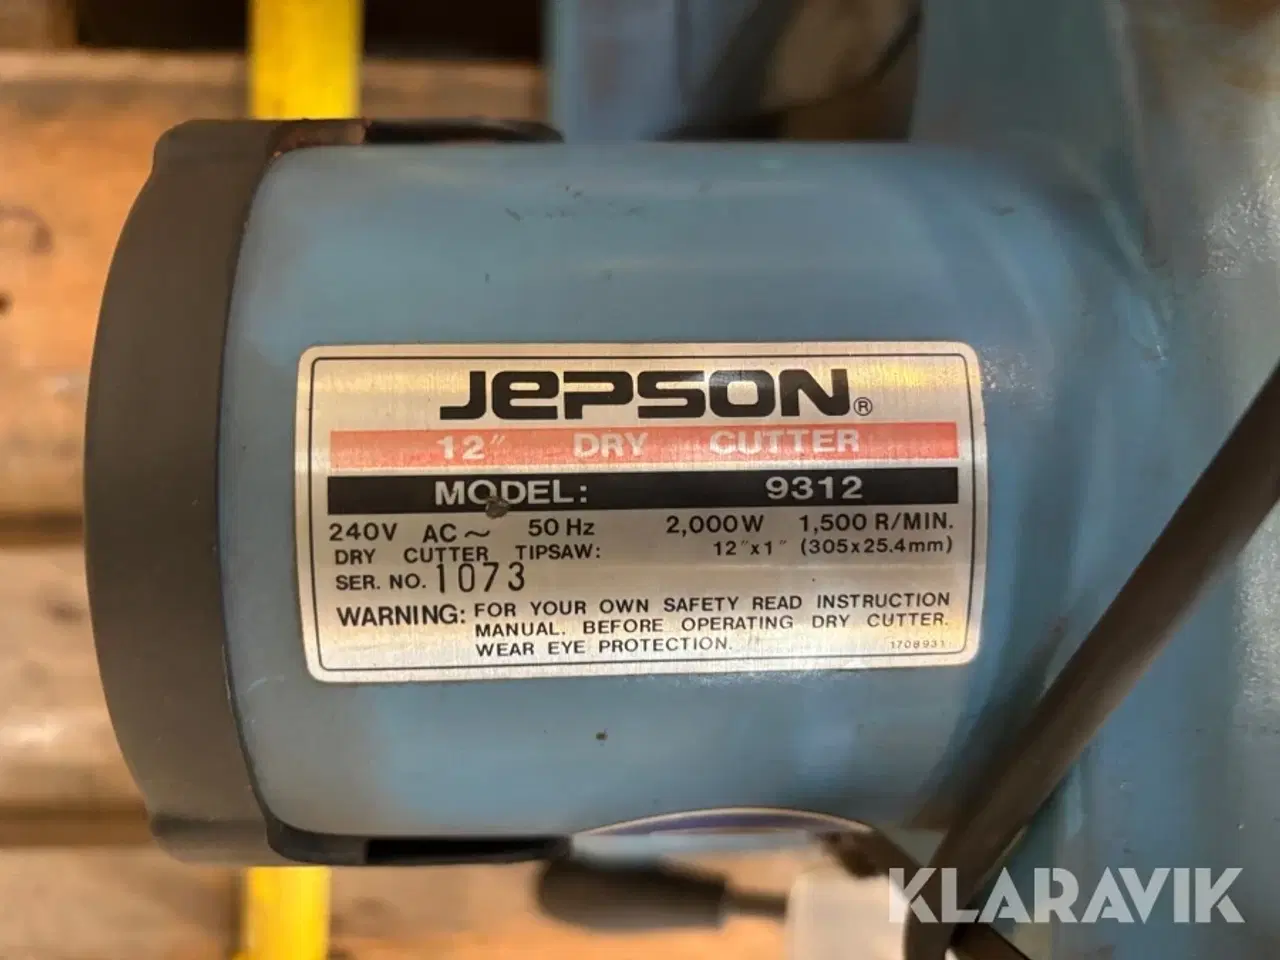 JEPSON®
12" DRY CUTTER
MODEL: 9312
240V AC~ 50 Hz 2,000W 1,500 R/MIN.
DRY CUTTER TIPSAW: 12"x1" (305x25.4mm)
SER. NO. 1073
WARNING: FOR YOUR OWN SAFETY READ INSTRUCTION
MANUAL. BEFORE OPERATING DRY CUTTER.
WEAR EYE PROTECTION. 1708931
KLARAVIK